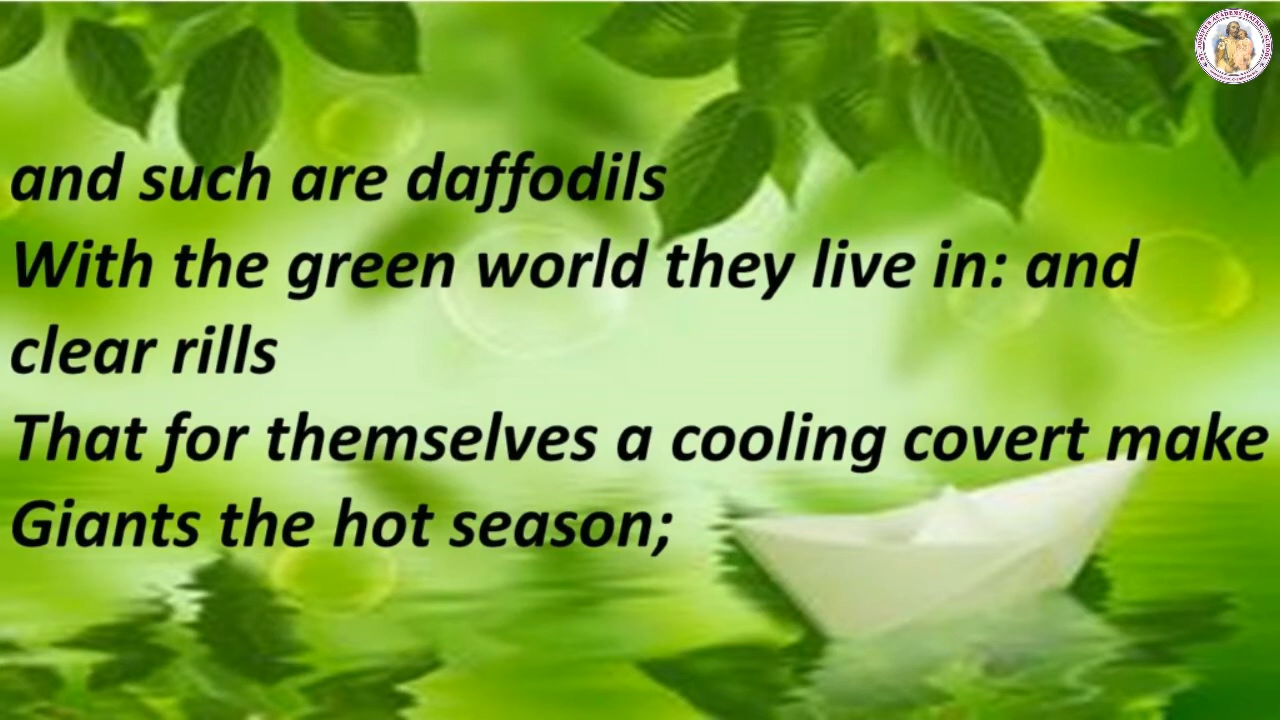 and such are daffodils
With the green world they live in: and
clear rills
That for themselves a cooling covert make
Giants the hot season;